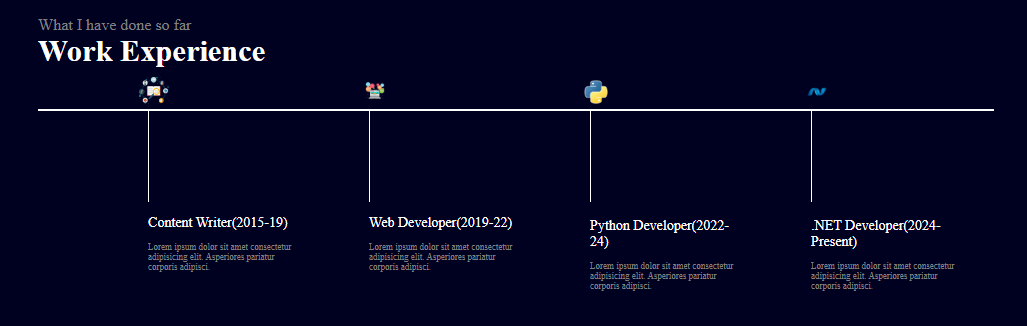 What I have done so far
Work Experience
Content Writer(2015-19)
Lorem ipsum dolor sit amet consectetur
adipisicing elit. Asperiores pariatur
corporis adipisci.
Web Developer(2019-22)
Lorem ipsum dolor sit amet consectetur
adipisicing elit. Asperiores pariatur
corporis adipisci.
Python Developer(2022-
24)
Lorem ipsum dolor sit amet consectetur
adipisicing elit. Asperiores pariatur
corporis adipisci.
.NET Developer(2024-
Present)
Lorem ipsum dolor sit amet consectetur
adipisicing elit. Asperiores pariatur
corporis adipisci.